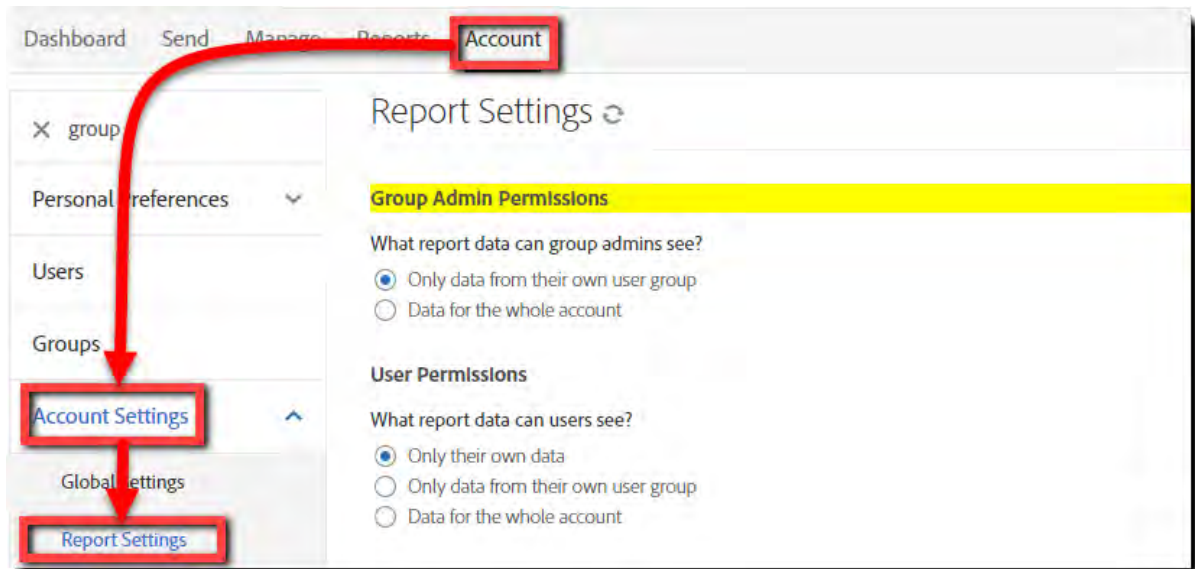 Dashboard Send Manage Reports Account
group
Personal Preferences
Users
Groups
Account Settings
Global Settings
Report Settings
Report Settings
Group Admin Permissions
What report data can group admins see?
Only data from their own user group
Data for the whole account
User Permissions
What report data can users see?
Only their own data
Only data from their own user group
Data for the whole account